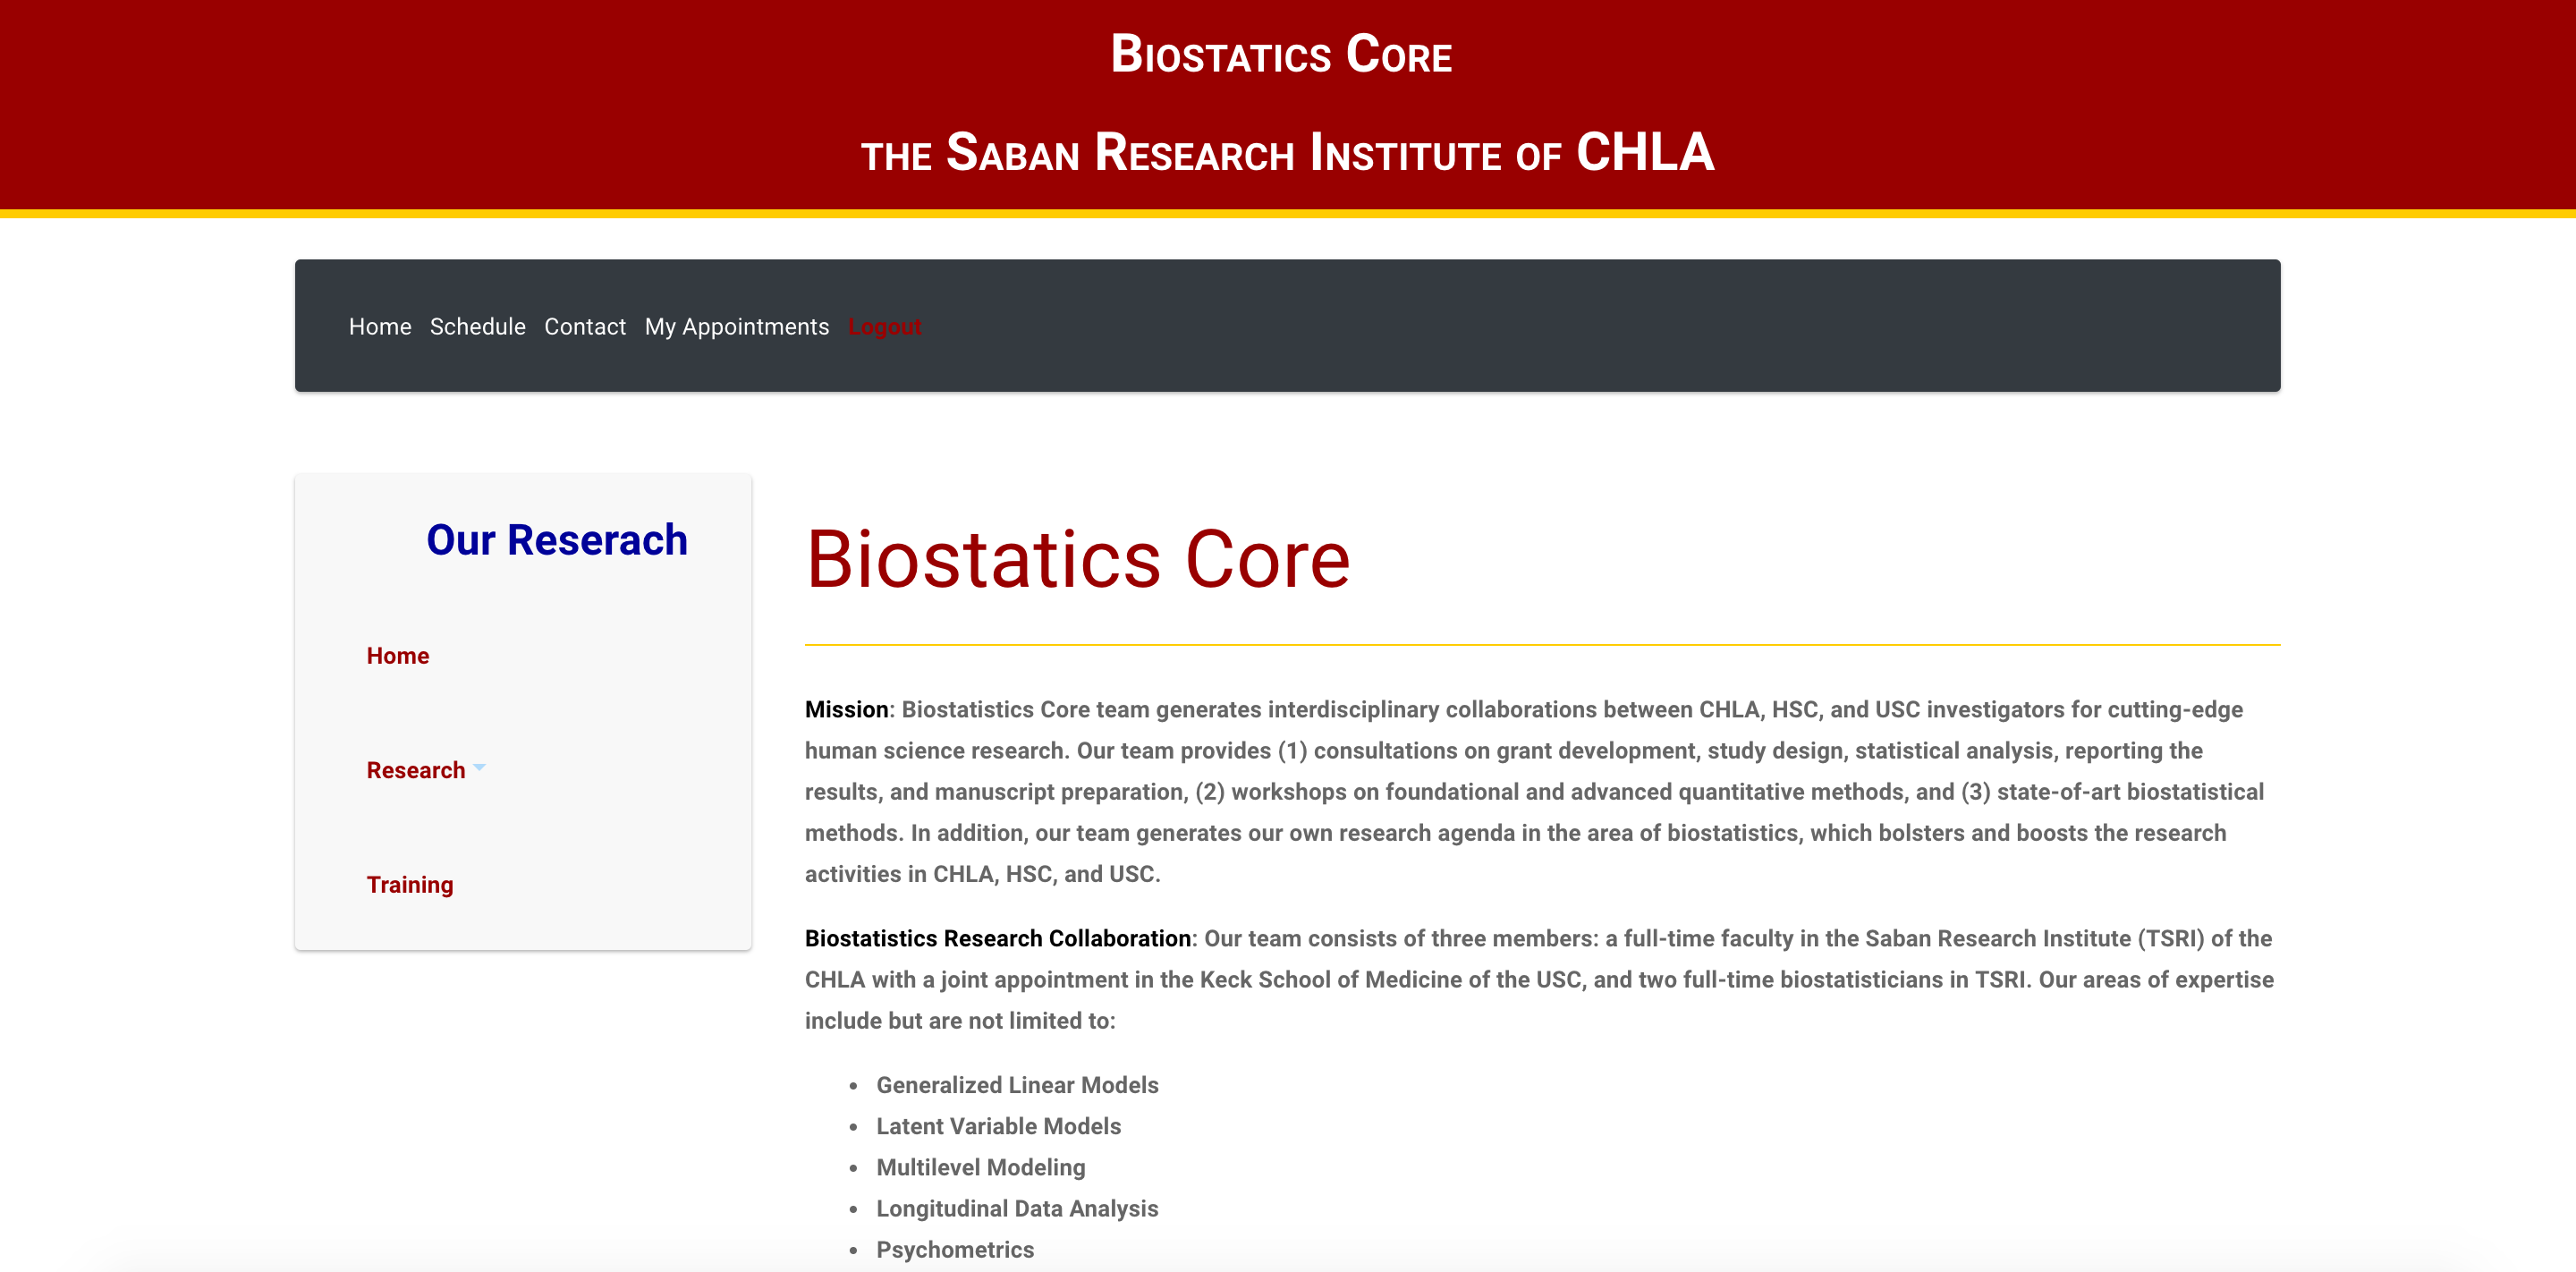 Biostatics Core
the Saban Research Institute of CHLA
Home Schedule Contact My Appointments Logout
Our Reserach
Home
Research
Training
Biostatics Core
Mission: Biostatistics Core team generates interdisciplinary collaborations between CHLA, HSC, and USC investigators for cutting-edge
human science research. Our team provides (1) consultations on grant development, study design, statistical analysis, reporting the
results, and manuscript preparation, (2) workshops on foundational and advanced quantitative methods, and (3) state-of-art biostatistical
methods. In addition, our team generates our own research agenda in the area of biostatistics, which bolsters and boosts the research
activities in CHLA, HSC, and USC.
Biostatistics Research Collaboration: Our team consists of three members: a full-time faculty in the Saban Research Institute (TSRI) of the
CHLA with a joint appointment in the Keck School of Medicine of the USC, and two full-time biostatisticians in TSRI. Our areas of expertise
include but are not limited to:
• Generalized Linear Models
• Latent Variable Models
• Multilevel Modeling
• Longitudinal Data Analysis
• Psychometrics